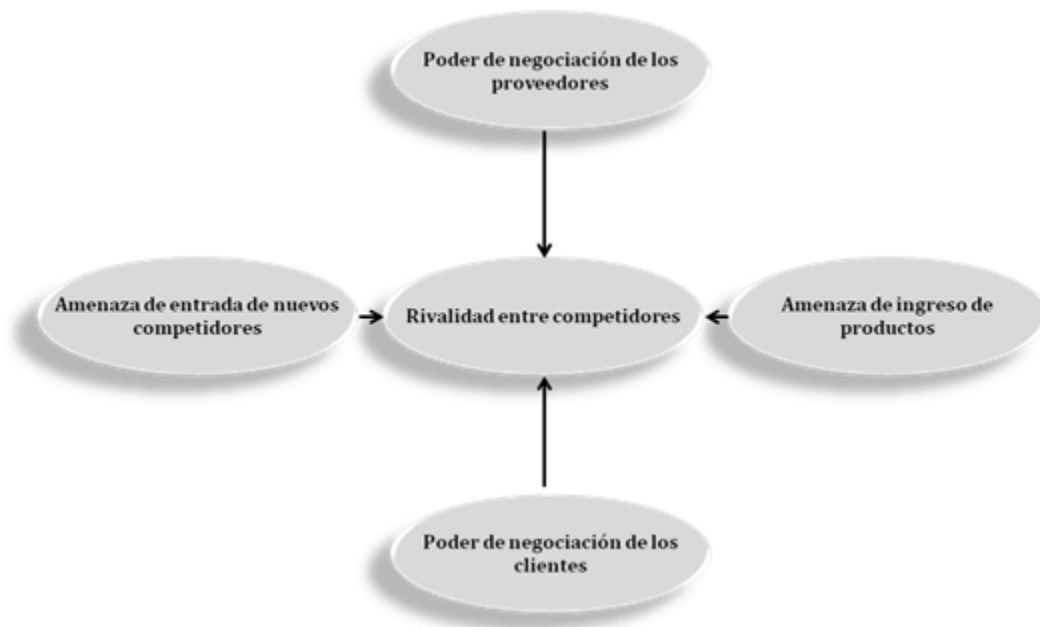 Poder de negociación de los
proveedores
Amenaza de entrada de nuevos
competidores
Rivalidad entre competidores
Amenaza de ingreso de
productos
Poder de negociación de los
clientes